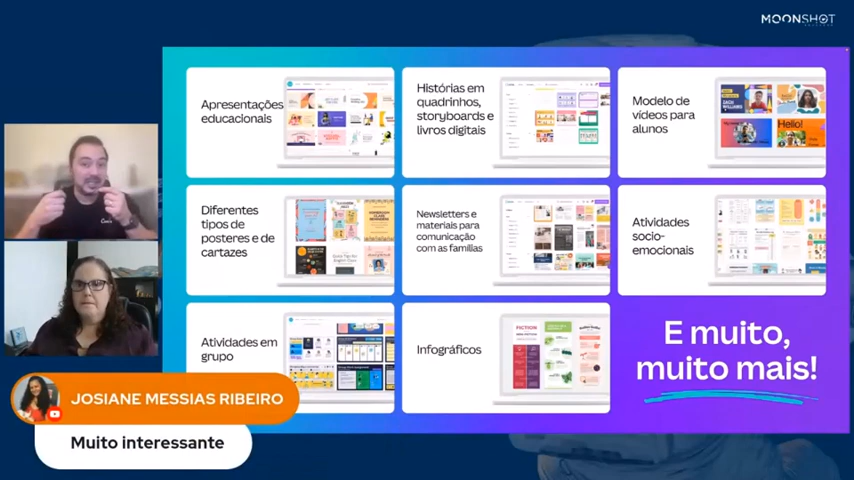 MOONSHOT
Apresentações
educacionais
Histórias em
quadrinhos,
storyboards e
livros digitais
Modelo de
vídeos para
alunos
Hello!
Diferentes
tipos de
posteres e de
cartazes
Newsletters e
materiais para
comunicação
com as famílias
Atividades
socio-
emocionais
Atividades em
grupo
Infográficos
FICTION
E muito,
muito mais!
JOSIANE MESSIAS RIBEIRO
Muito interessante